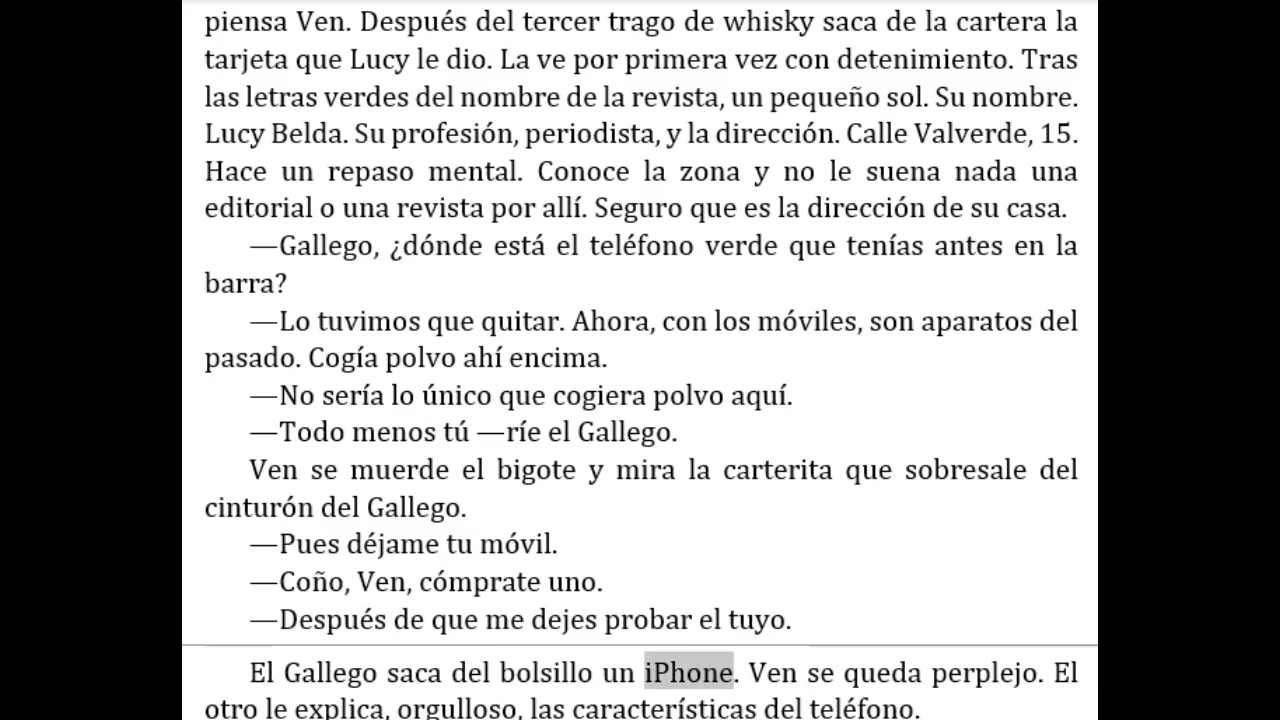 piensa Ven. Después del tercer trago de whisky saca de la cartera la
tarjeta que Lucy le dio. La ve por primera vez con detenimiento. Tras
las letras verdes del nombre de la revista, un pequeño sol. Su nombre.
Lucy Belda. Su profesión, periodista, y la dirección. Calle Valverde, 15.
Hace un repaso mental. Conoce la zona y no le suena nada una
editorial o una revista por allí. Seguro que es la dirección de su casa.
—Gallego, ¿dónde está el teléfono verde que tenías antes en la
barra?
—Lo tuvimos que quitar. Ahora, con los móviles, son aparatos del
pasado. Cogía polvo ahí encima.
—No sería lo único que cogiera polvo aquí.
—Todo menos tú —ríe el Gallego.
Ven se muerde el bigote y mira la carterita que sobresale del
cinturón del Gallego.
—Pues déjame tu móvil.
—Coño, Ven, cómprate uno.
—Después de que me dejes probar el tuyo.
El Gallego saca del bolsillo un iPhone. Ven se queda perplejo. El
otro le explica, orgulloso, las características del teléfono.